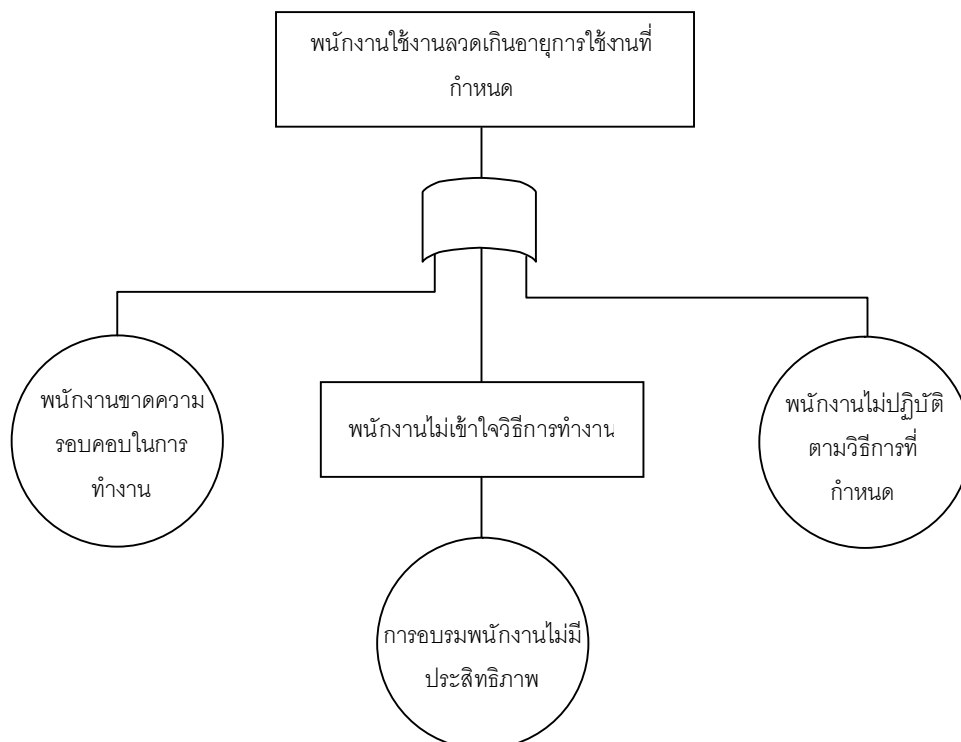 พนักงานใช้งานลวดเกินอายุการใช้งานที่
กำหนด
พนักงานขาดความ
รอบคอบในการ
ทำงาน
พนักงานไม่เข้าใจวิธีการทำงาน
พนักงานไม่ปฏิบัติ
ตามวิธีการที่
กำหนด
การอบรมพนักงานไม่มี
ประสิทธิภาพ